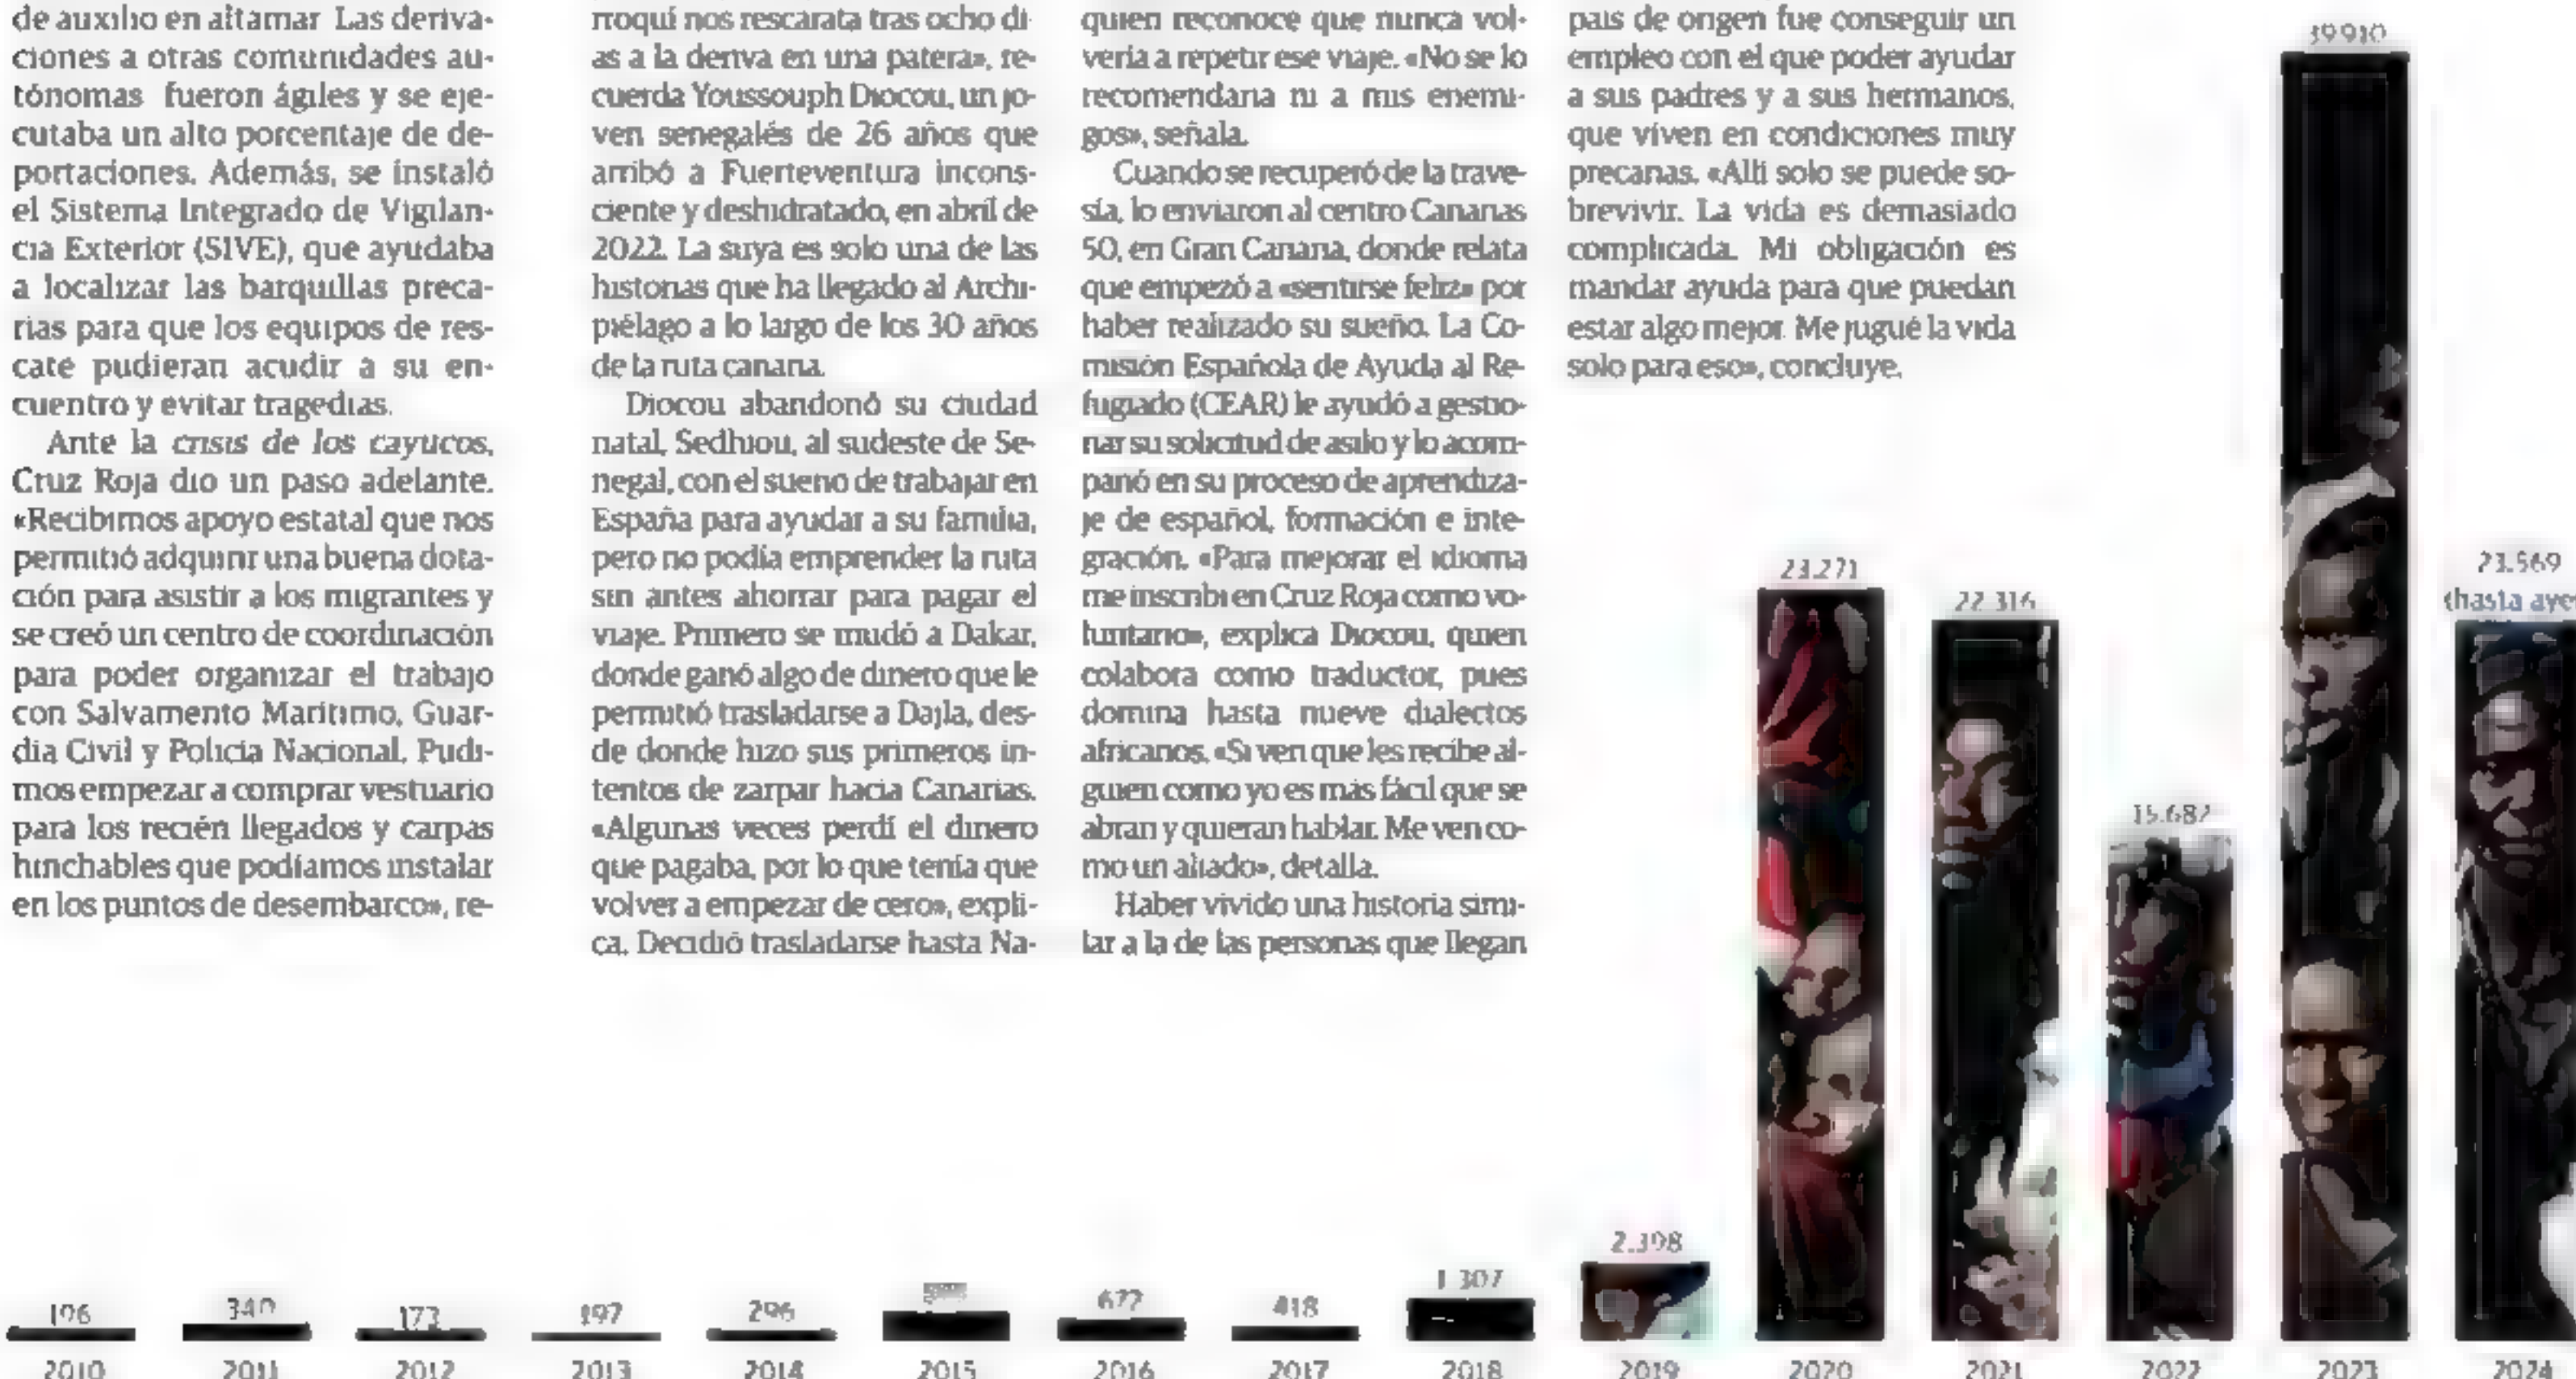 de auxilio en altamar. Las deriva-
ciones a otras comunidades au-
tónomas fueron ágiles y se eje-
cutaba un alto porcentaje de de-
portaciones. Además, se instaló
el Sistema Integrado de Vigilan-
cia Exterior (SIVE), que ayudaba
a localizar las barquillas preca-
rias para que los equipos de res-
cate pudieran acudir a su en-
cuentro y evitar tragedias.
Ante la crisis de los cayucos,
Cruz Roja dio un paso adelante.
«Recibimos apoyo estatal que nos
permitió adquirir una buena dota-
ción para asistir a los migrantes y
se creó un centro de coordinación
para poder organizar el trabajo
con Salvamento Marítimo, Guar-
dia Civil y Policía Nacional. Pudi-
mos empezar a comprar vestuario
para los recién llegados y carpas
hinchables que podíamos instalar
en los puntos de desembarco», re-
rroquí nos rescarata tras ocho dí-
as a la deriva en una patera», re-
cuerda Youssouph Diocou, un jo-
ven senegalés de 26 años que
arribó a Fuerteventura incons-
ciente y deshidratado, en abril de
2022. La suya es solo una de las
historias que ha llegado al Archi-
piélago a lo largo de los 30 años
de la ruta canaria.
Diocou abandonó su ciudad
natal, Sedhiou, al sudeste de Se-
negal, con el sueño de trabajar en
España para ayudar a su familia,
pero no podía emprender la ruta
sin antes ahorrar para pagar el
viaje. Primero se mudó a Dakar,
donde ganó algo de dinero que le
permitió trasladarse a Dajla, des-
de donde hizo sus primeros in-
tentos de zarpar hacia Canarias.
«Algunas veces perdí el dinero
que pagaba, por lo que tenía que
volver a empezar de cero», expli-
ca. Decidió trasladarse hasta Na-
quien reconoce que nunca vol-
vería a repetir ese viaje. «No se lo
recomendaría ni a mis enemi-
gos», señala.
Cuando se recuperó de la trave-
sía, lo enviaron al centro Canarias
50, en Gran Canaria, donde relata
que empezó a «sentirse feliz» por
haber realizado su sueño. La Co-
misión Española de Ayuda al Re-
fugiado (CEAR) le ayudó a gestio-
nar su solicitud de asilo y lo acom-
pañó en su proceso de aprendiza-
je de español, formación e inte-
gración. «Para mejorar el idioma
me inscribí en Cruz Roja como vo-
luntario», explica Diocou, quien
colabora como traductor, pues
domina hasta nueve dialectos
africanos. «Si ven que les recibe al-
guien como yo es más fácil que se
abran y quieran hablar. Me ven co-
mo un aliado», detalla.
Haber vivido una historia simi-
lar a la de las personas que llegan
país de origen fue conseguir un
empleo con el que poder ayudar
a sus padres y a sus hermanos,
que viven en condiciones muy
precarias. «Allí solo se puede so-
brevivir. La vida es demasiado
complicada. Mi obligación es
mandar ayuda para que puedan
estar algo mejor. Me jugué la vida
solo para eso», concluye.
196
340
173
197
296
672
418
1.307
2.398
23.271
22.316
15.682
39.910
23.569
(hasta aye
2010
2011
2012
2013
2014
2015
2016
2017
2018
2019
2020
2021
2022
2023
2024